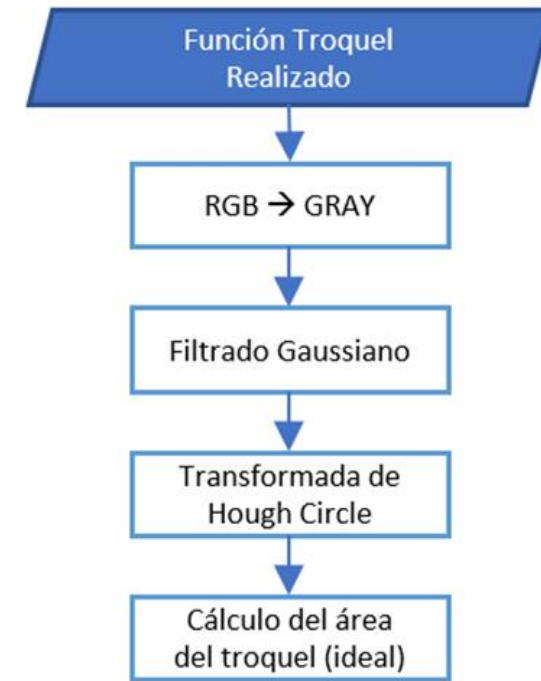 Función Troquel
Realizado
RGB → GRAY
Filtrado Gaussiano
Transformada de
Hough Circle
Cálculo del área
del troquel (ideal)